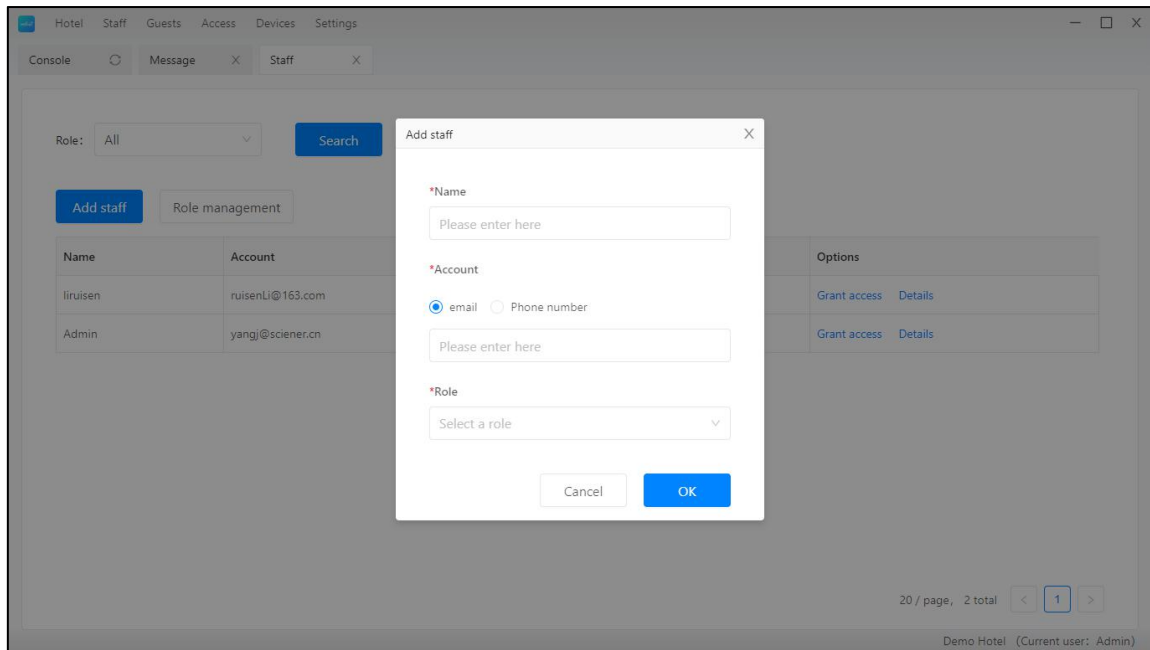 Hotel Staff Guests Access Devices Settings
Console Message X Staff X
Role: All Search
Add staff Role management
Name Account Options
liruisen ruisenLi@163.com Grant access Details
Admin yangj@sciener.cn Grant access Details
Add staff X
*Name
Please enter here
*Account
email Phone number
Please enter here
*Role
Select a role
Cancel OK
20 / page, 2 total < 1 >
Demo Hotel (Current user: Admin)